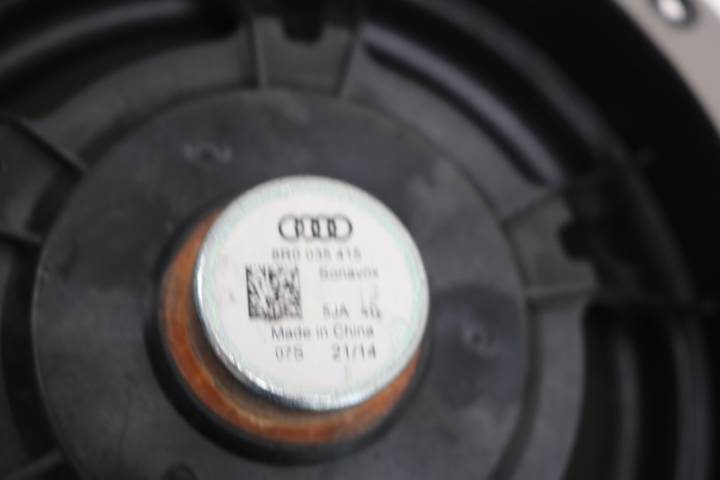 8R0 035 415
Sonavox
5JA 4Ω
Made in China
07S 21/14